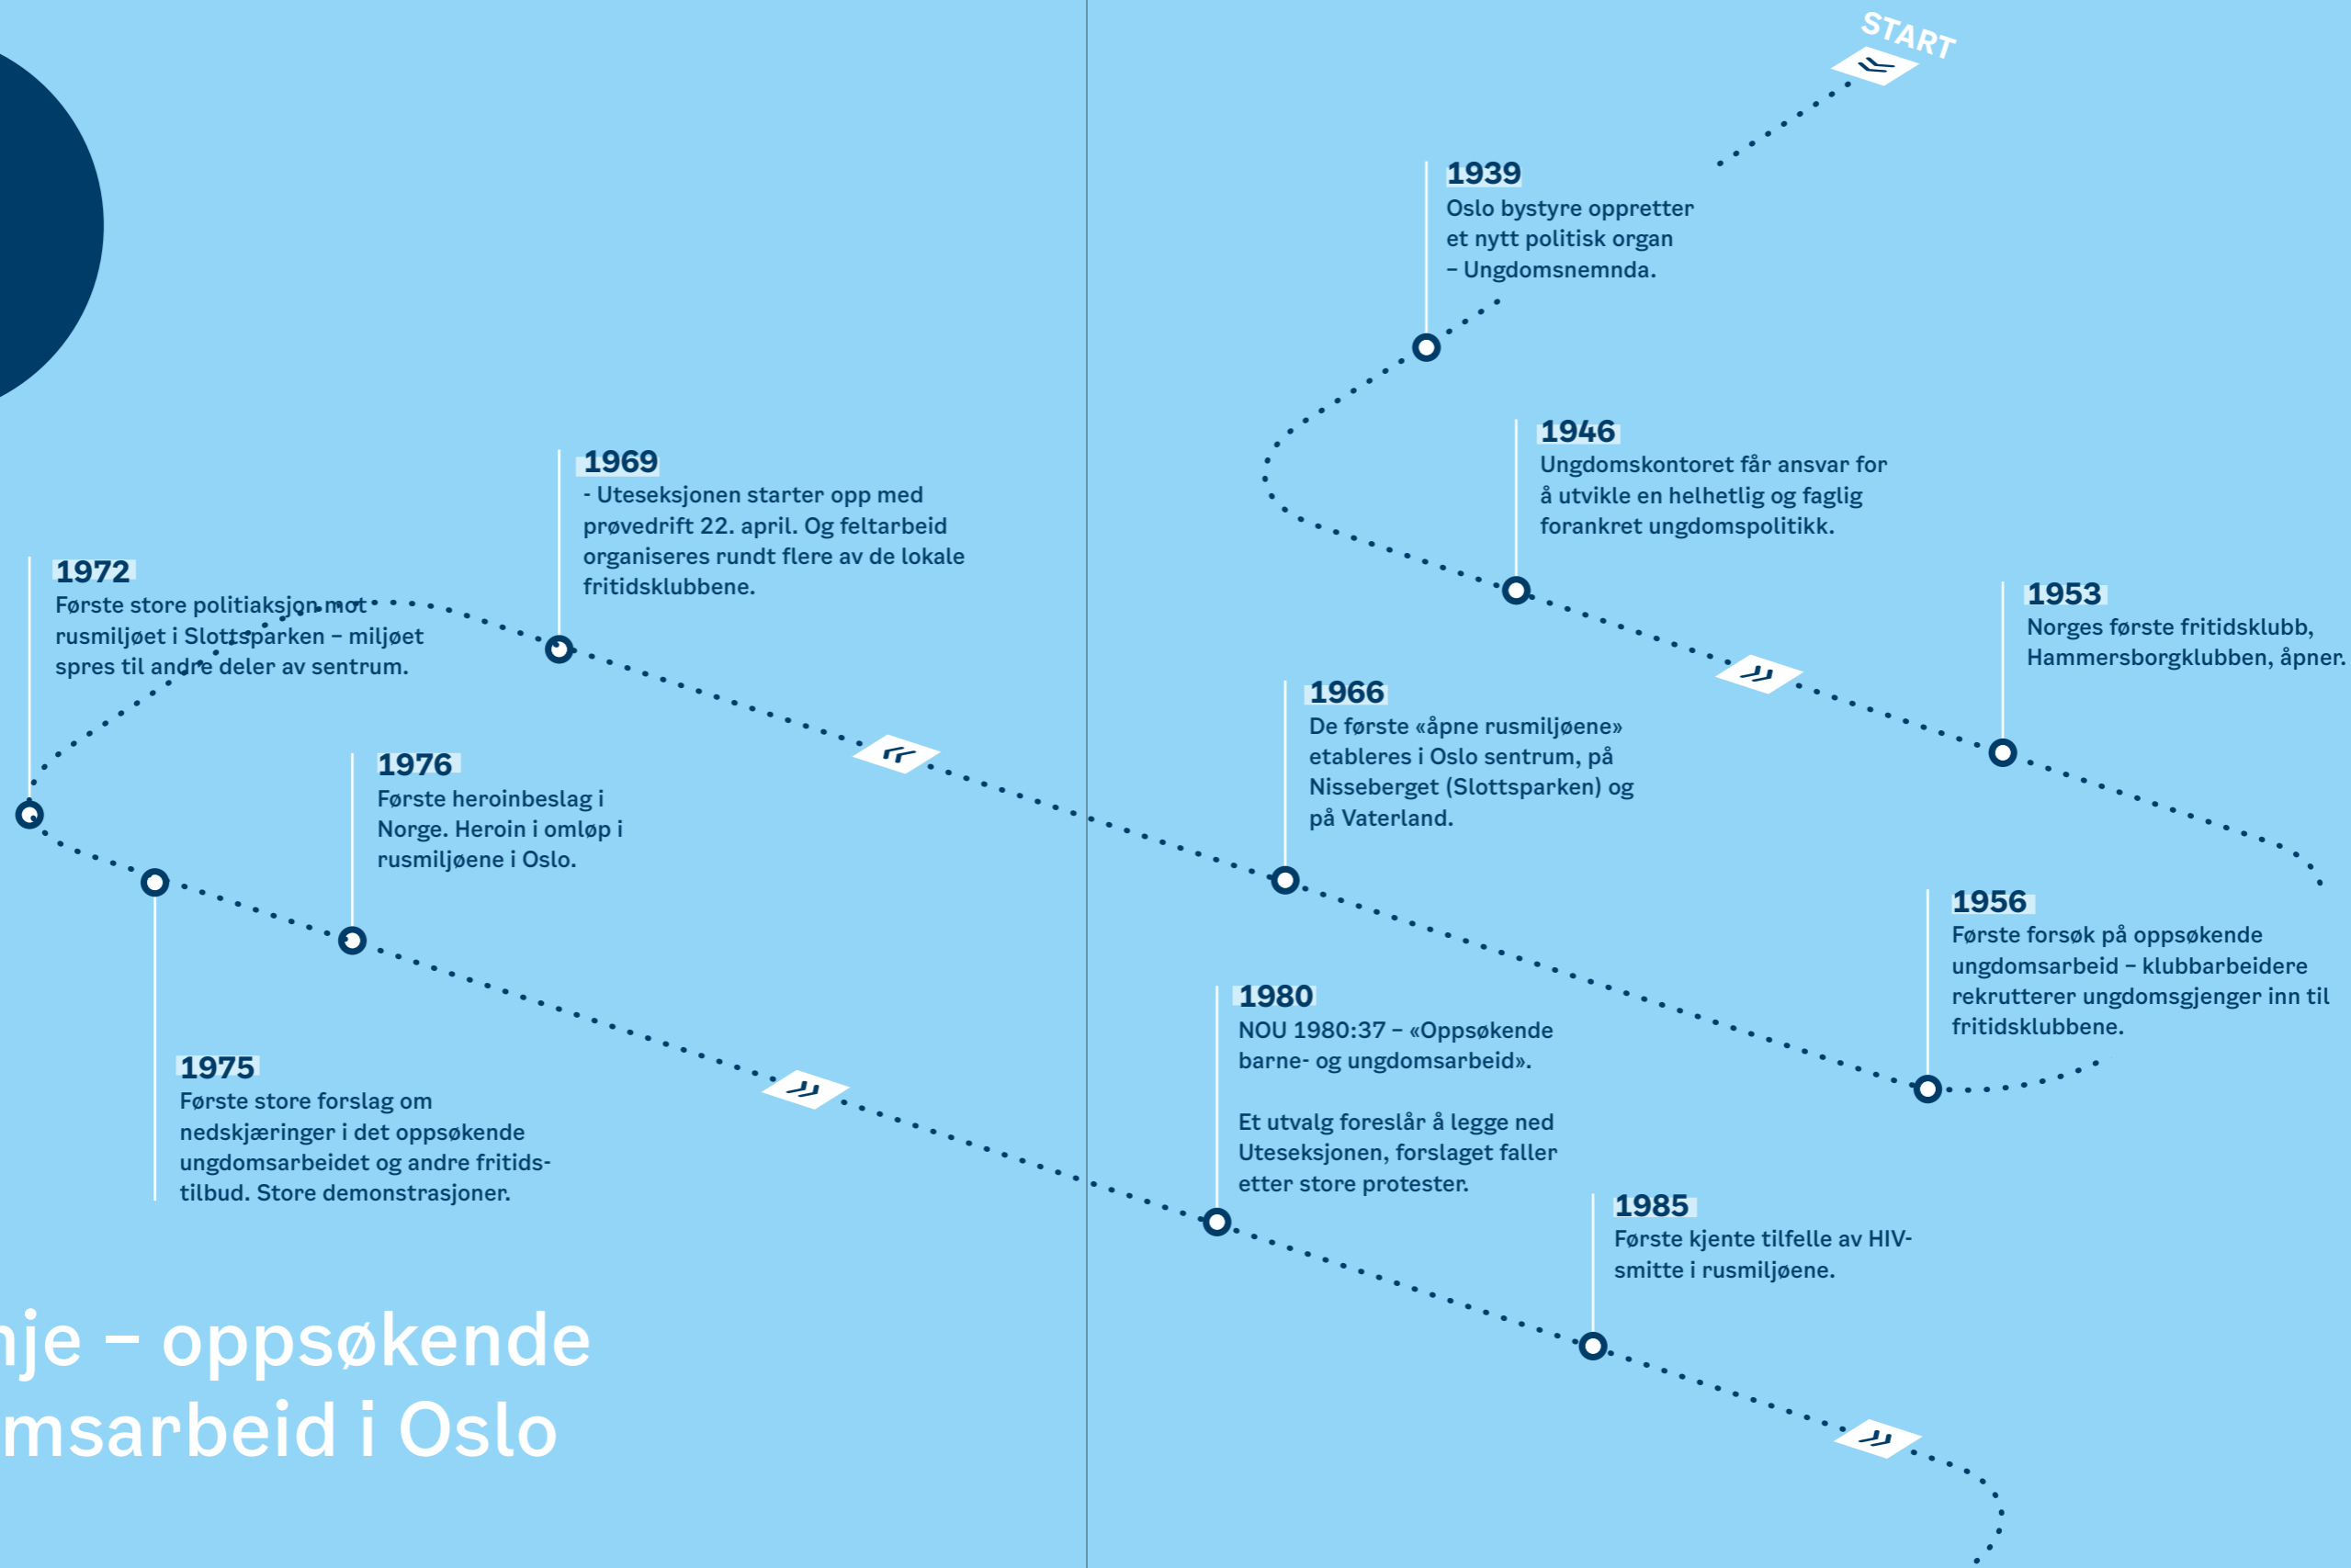 START
1939
Oslo bystyre oppretter
et nytt politisk organ
– Ungdomsnemnda.
1946
Ungdomskontoret får ansvar for
å utvikle en helhetlig og faglig
forankret ungdomspolitikk.
1953
Norges første fritidsklubb,
Hammersborgklubben, åpner.
1956
Første forsøk på oppsøkende
ungdomsarbeid – klubbarbeidere
rekrutterer ungdomsgjenger inn til
fritidsklubbene.
1966
De første «åpne rusmiljøene»
etableres i Oslo sentrum, på
Nisseberget (Slottsparken) og
på Vaterland.
1969
- Uteseksjonen starter opp med
prøvedrift 22. april. Og feltarbeid
organiseres rundt flere av de lokale
fritidsklubbene.
1972
Første store politiaksjon mot
rusmiljøet i Slottsparken – miljøet
spres til andre deler av sentrum.
1975
Første store forslag om
nedskjæringer i det oppsøkende
ungdomsarbeidet og andre fritids-
tilbud. Store demonstrasjoner.
1976
Første heroinbeslag i
Norge. Heroin i omløp i
rusmiljøene i Oslo.
1980
NOU 1980:37 – «Oppsøkende
barne- og ungdomsarbeid».
Et utvalg foreslår å legge ned
Uteseksjonen, forslaget faller
etter store protester.
1985
Første kjente tilfelle av HIV-
smitte i rusmiljøene.
nje – oppsøkende
msarbeid i Oslo